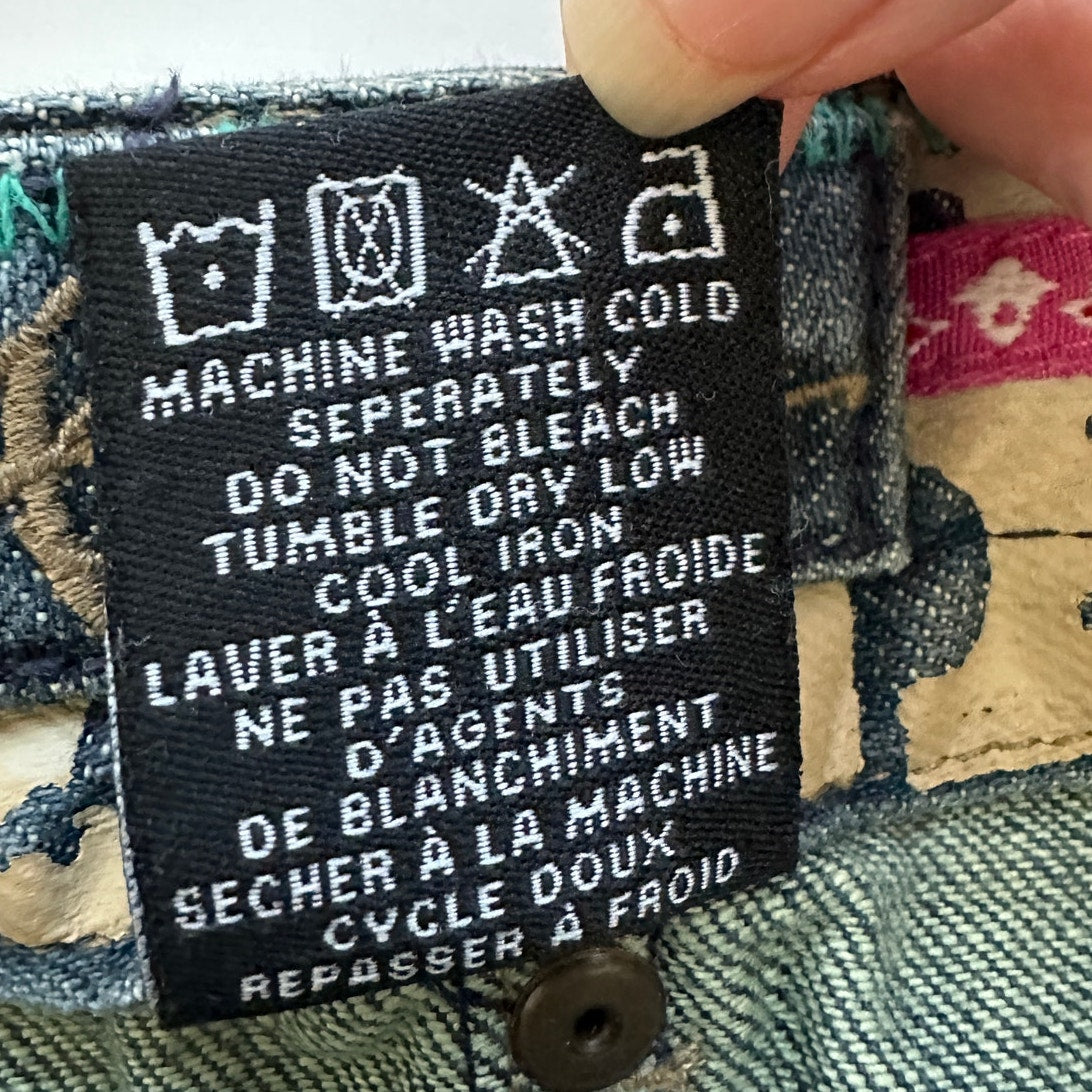 MACHINE WASH COLD
SEPERATELY
DO NOT BLEACH
TUMBLE DRY LOW
COOL IRON
LAVER À L'EAU FROIDE
NE PAS UTILISER
D'AGENTS
DE BLANCHIMENT
SECHER À LA MACHINE
CYCLE DOUX
REPASSER À FROID